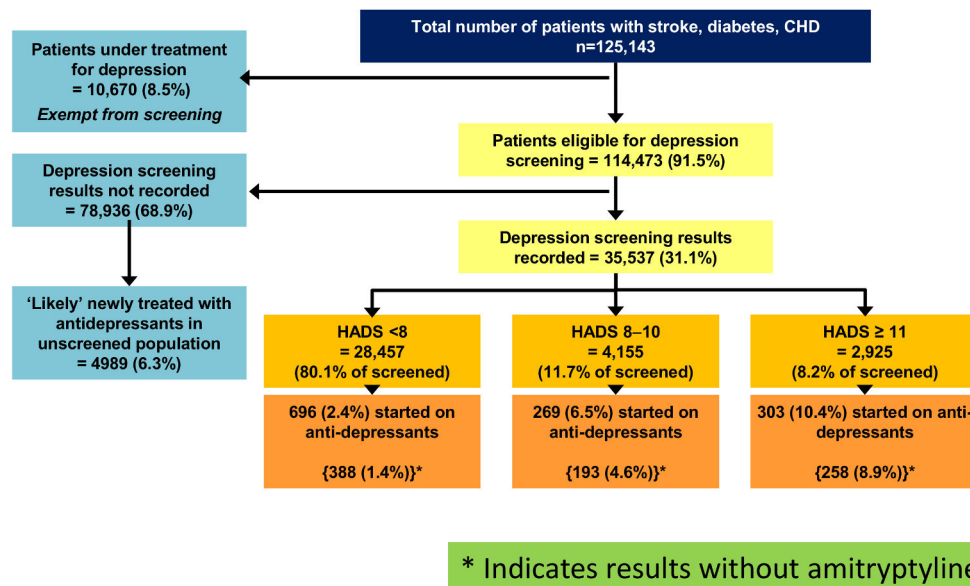 Total number of patients with stroke, diabetes, CHD
n=125,143
Patients under treatment
for depression
= 10,670 (8.5%)
Exempt from screening
Patients eligible for depression
screening = 114,473 (91.5%)
Depression screening
results not recorded
= 78,936 (68.9%)
Depression screening results
recorded = 35,537 (31.1%)
‘Likely’ newly treated with
antidepressants in
unscreened population
= 4989 (6.3%)
HADS <8
= 28,457
(80.1% of screened)
HADS 8–10
= 4,155
(11.7% of screened)
HADS ≥ 11
= 2,925
(8.2% of screened)
696 (2.4%) started on
anti-depressants
{388 (1.4%)}*
269 (6.5%) started on
anti-depressants
{193 (4.6%)}*
303 (10.4%) started on anti-
depressants
{258 (8.9%)}*
* Indicates results without amitryptyline